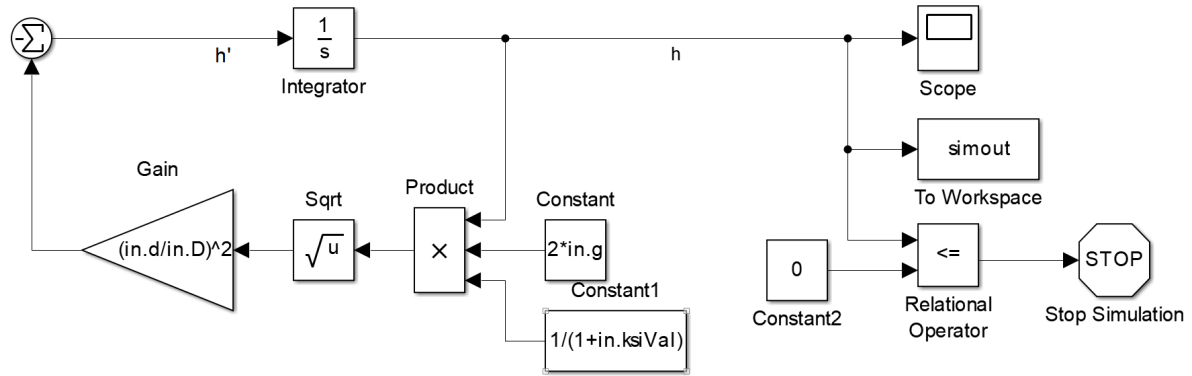 -Σ
h'
1
s
Integrator
h
Scope
simout
To Workspace
Gain
(in.d/in.D)^2
Sqrt
√u
Product
×
Constant
2*in.g
Constant1
1/(1+in.ksiVal)
0
Constant2
<=
Relational
Operator
STOP
Stop Simulation